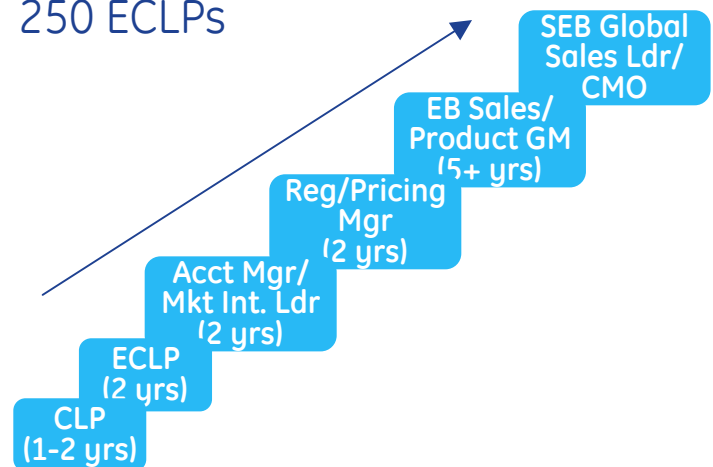 250 ECLPs
SEB Global
Sales Ldr/
CMO
EB Sales/
Product GM
(5+ yrs)
Reg/Pricing
Mgr
(2 yrs)
Acct Mgr/
Mkt Int. Ldr
(2 yrs)
ECLP
(2 yrs)
CLP
(1-2 yrs)